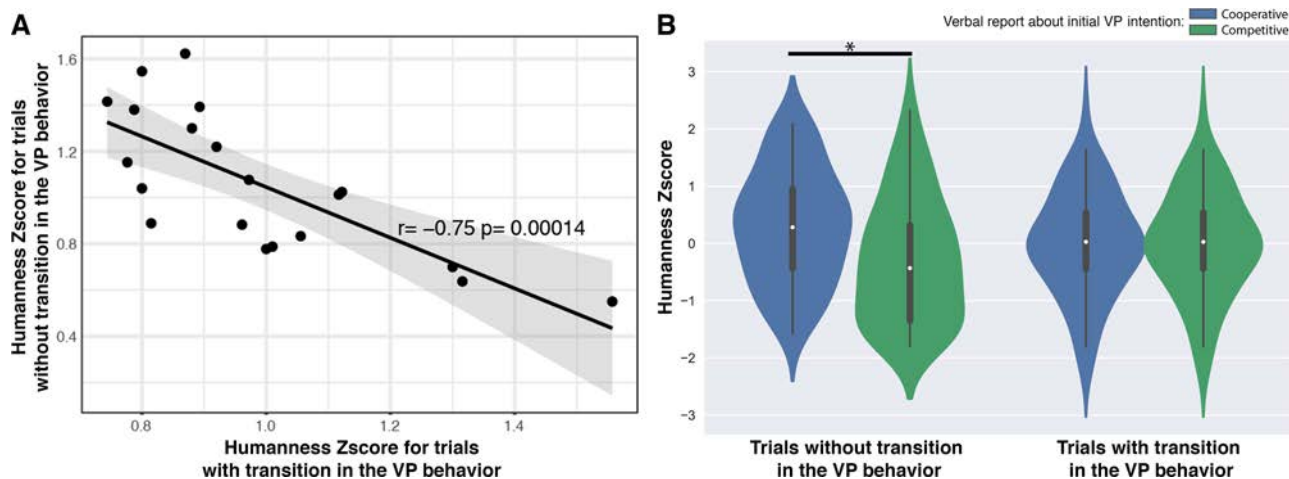 A
Humanness Zscore for trials
without transition in the VP behavior
1.6
1.2
0.8
0.4
r= −0.75 p= 0.00014
0.8
1.0
1.2
1.4
Humanness Zscore for trials
with transition in the VP behavior
B
Verbal report about initial VP intention:
Cooperative
Competitive
*
Humanness Zscore
3
2
1
0
−1
−2
−3
Trials without transition
in the VP behavior
Trials with transition
in the VP behavior